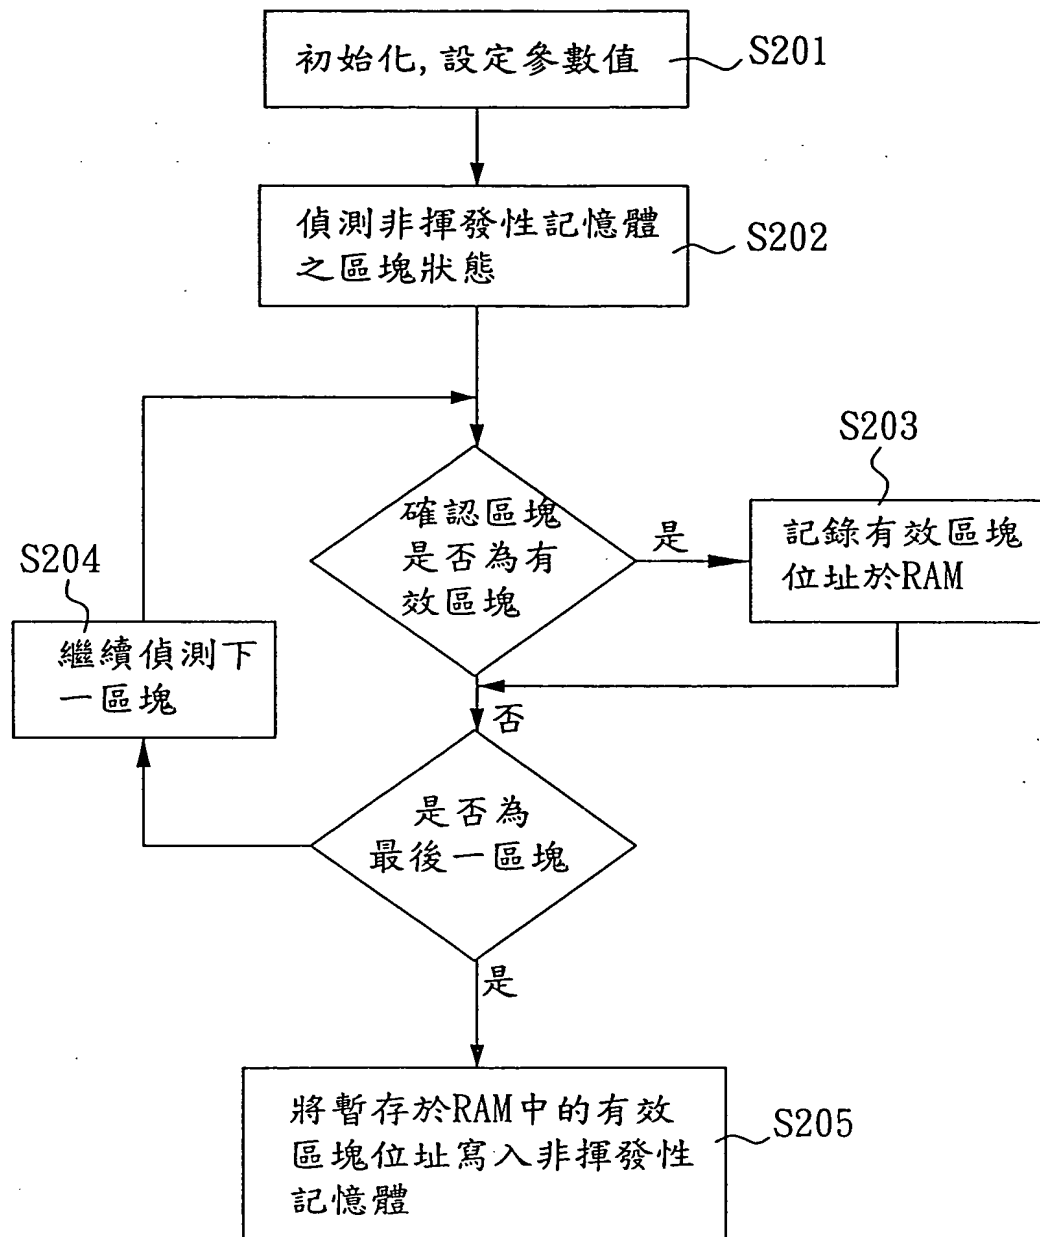 初始化,設定參數值
S201
偵測非揮發性記憶體
之區塊狀態
S202
確認區塊
是否為有
效區塊
是
S203
記錄有效區塊
位址於RAM
S204
繼續偵測下
一區塊
否
是否為
最後一區塊
是
將暫存於RAM中的有效
區塊位址寫入非揮發性
記憶體
S205